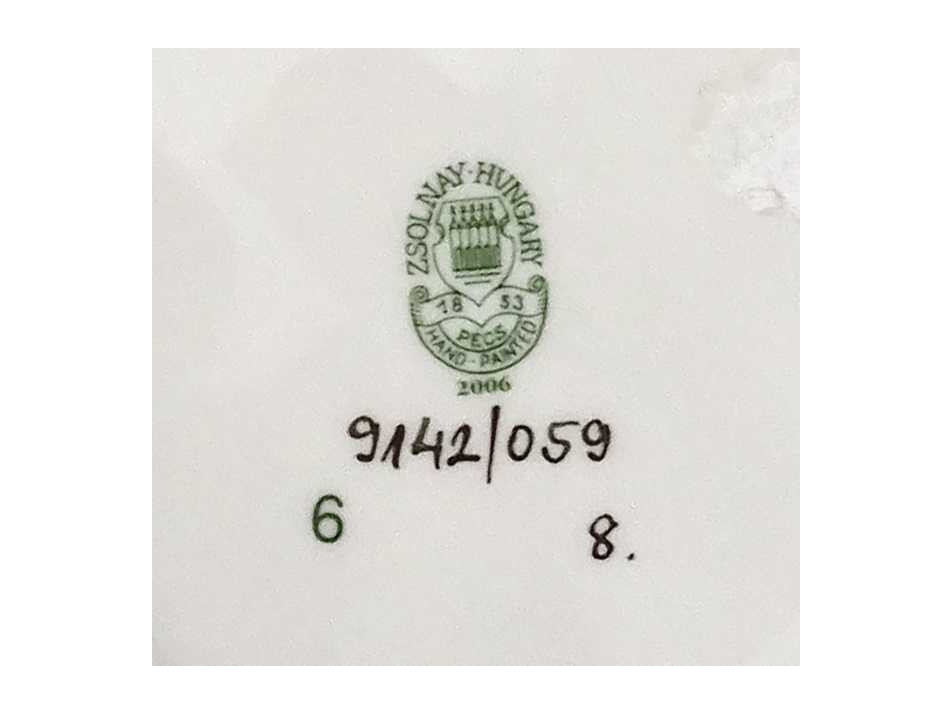 ZSOLNAY·HUNGARY
18 53
PECS
HAND-PAINTED
2006
9142/059
6
8.